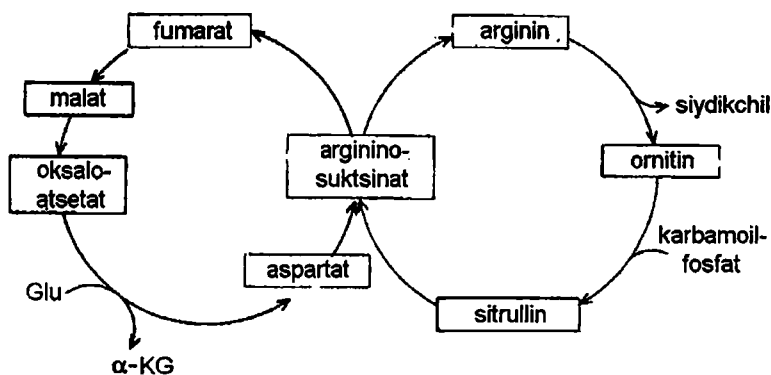 fumarat
arginin
malat
siydikchil
arginino-
suktsinat
ornitin
oksalo-
atsetat
karbamoil-
fosfat
aspartat
Glu
sitrullin
α-KG